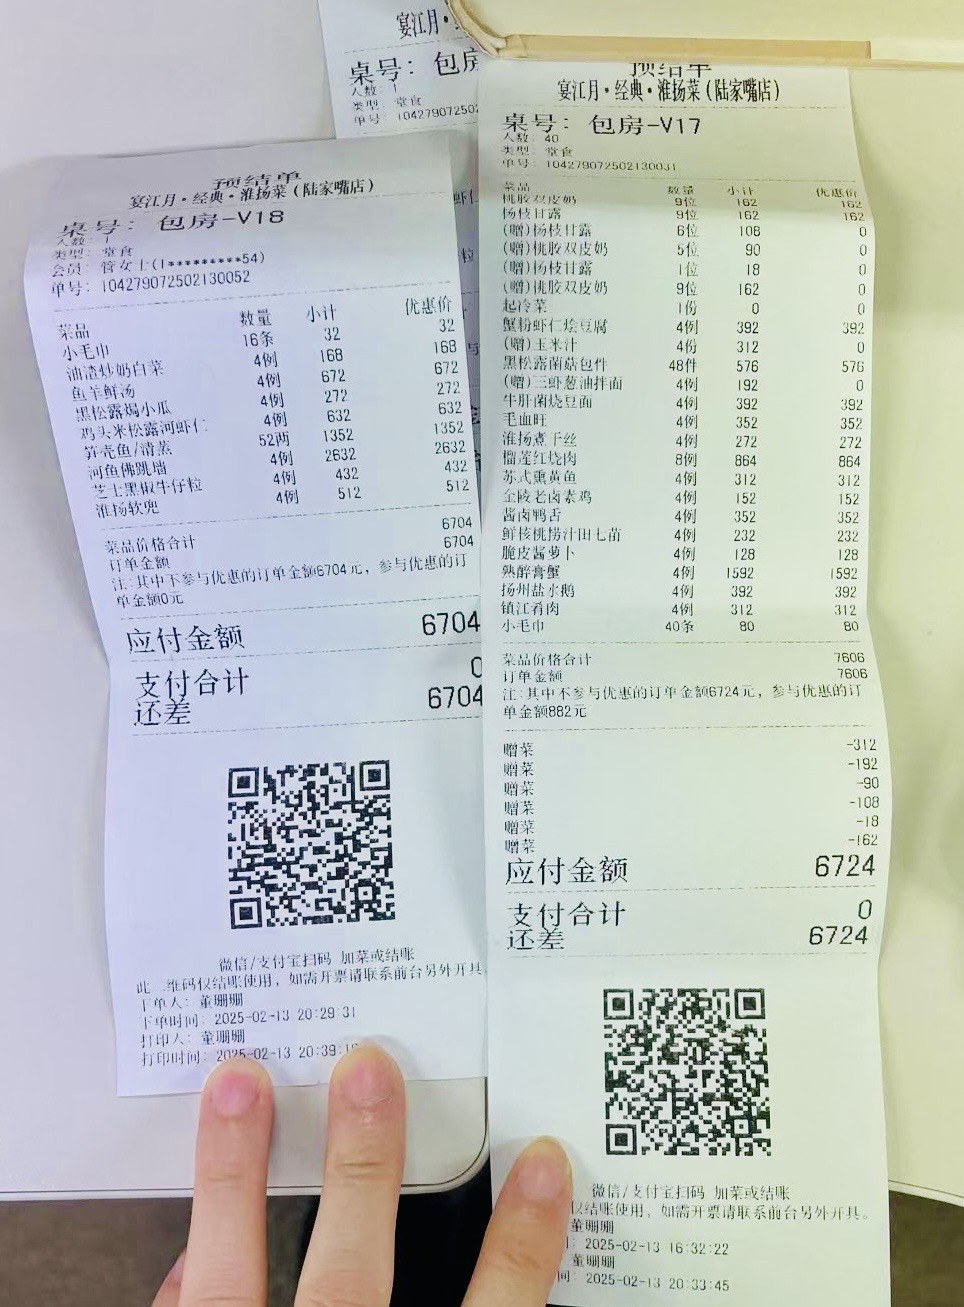 宴江月·
桌号: 包房
人数: 1
类型: 堂食
单号: 10427907250
预结单
宴江月·经典·淮扬菜(陆家嘴店)
桌号: 包房-V18
人数: 1
类型: 堂食
会员: 管女士(1*********54)
单号: 104279072502130052
菜品 数量 小计 优惠价
小毛巾 16条 32 32
油渣炒奶白菜 4例 168 168
鱼羊鲜汤 4例 672 672
黑松露焗小瓜 4例 272 272
鸡头米松露河虾仁 4例 632 632
笋壳鱼/清蒸 52两 1352 1352
河鱼佛跳墙 4例 2632 2632
芝士黑椒牛仔粒 4例 432 432
淮扬软兜 4例 512 512
菜品价格合计 6704
订单金额 6704
注:其中不参与优惠的订单金额6704元, 参与优惠的订
单金额0元
应付金额 6704
支付合计 0
还差 6704
微信/支付宝扫码 加菜或结账
此二维码仅结账使用, 如需开票请联系前台另外开具
下单人: 董珊珊
下单时间: 2025-02-13 20:29:31
打印人: 董珊珊
打印时间: 2025-02-13 20:39:1
预结单
宴江月·经典·淮扬菜(陆家嘴店)
桌号: 包房-V17
人数: 40
类型: 堂食
单号: 104279072502130031
菜品 数量 小计 优惠价
桃胶双皮奶 9位 162 162
杨枝甘露 9位 162 162
(赠)杨枝甘露 6位 108 0
(赠)桃胶双皮奶 5位 90 0
(赠)杨枝甘露 1位 18 0
(赠)桃胶双皮奶 9位 162 0
起冷菜 1份 0 0
蟹粉虾仁烩豆腐 4例 392 392
(赠)玉米汁 4份 312 0
黑松露菌菇包件 48件 576 576
(赠)三虾葱油拌面 4例 192 0
牛肝菌烧豆面 4例 392 392
毛血旺 4例 352 352
淮扬煮干丝 4例 272 272
榴莲红烧肉 8例 864 864
苏式熏黄鱼 4例 312 312
金陵老卤素鸡 4例 152 152
酱卤鸭舌 4例 352 352
鲜核桃捞汁田七苗 4例 232 232
脆皮酱萝卜 4例 128 128
熟醉膏蟹 4例 1592 1592
扬州盐水鹅 4例 392 392
镇江肴肉 4例 312 312
小毛巾 40条 80 80
菜品价格合计 7606
订单金额 7606
注:其中不参与优惠的订单金额6724元, 参与优惠的订
单金额882元
赠菜 -312
赠菜 -192
赠菜 -90
赠菜 -108
赠菜 -18
赠菜 -162
应付金额 6724
支付合计 0
还差 6724
微信/支付宝扫码 加菜或结账
仅结账使用, 如需开票请联系前台另外开具。
董珊珊
间: 2025-02-13 16:32:22
董珊珊
间: 2025-02-13 20:33:45